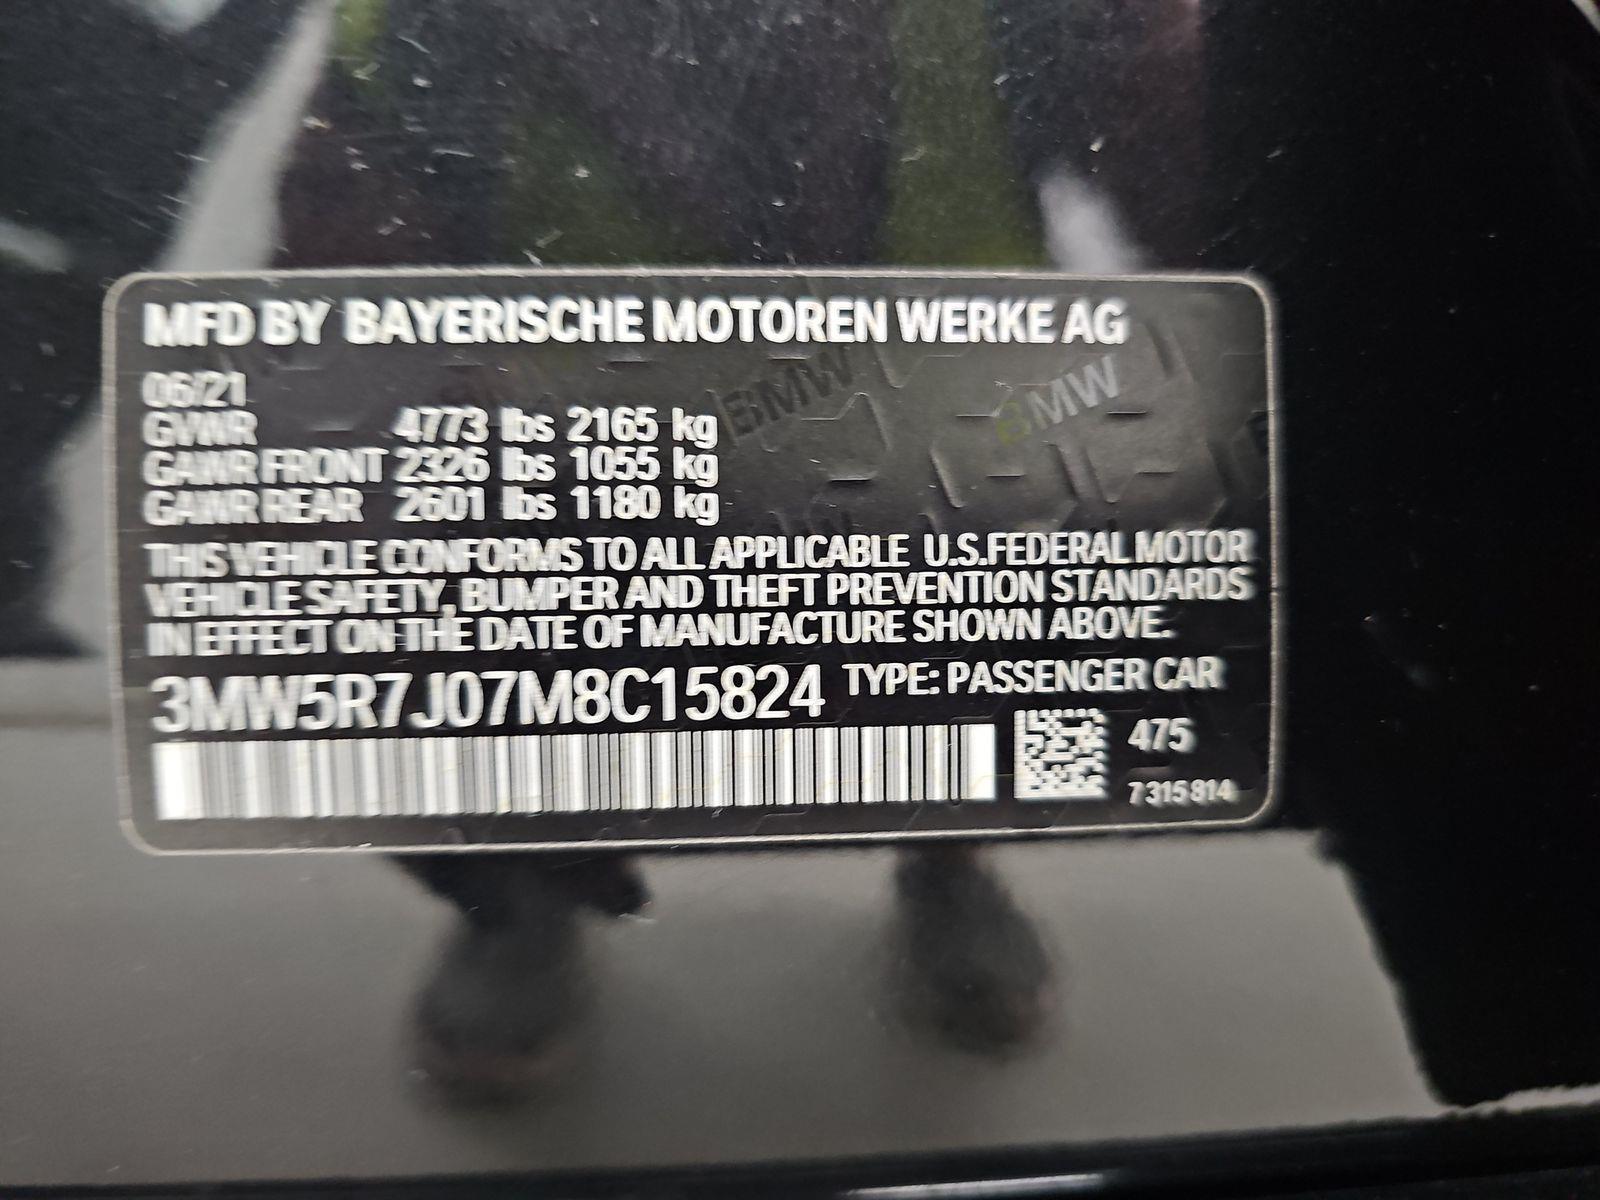 MFD BY BAYERISCHE MOTOREN WERKE AG
BMW BMW
06/21
GVWR 4773 lbs 2165 kg
GAWR FRONT 2326 lbs 1055 kg
GAWR REAR 2601 lbs 1180 kg
THIS VEHICLE CONFORMS TO ALL APPLICABLE U.S.FEDERAL MOTOR
VEHICLE SAFETY, BUMPER AND THEFT PREVENTION STANDARDS
IN EFFECT ON THE DATE OF MANUFACTURE SHOWN ABOVE.
3MW5R7J07M8C15824 TYPE: PASSENGER CAR
475
7 315 814